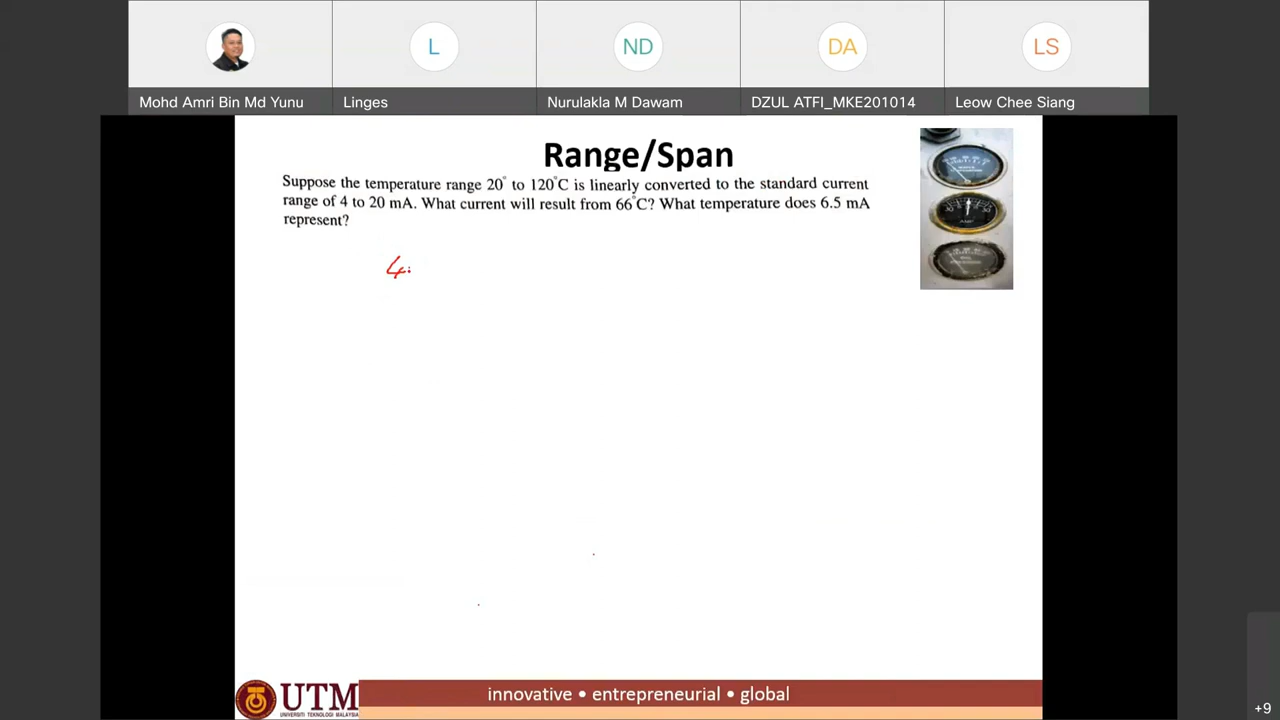 L
ND
DA
LS
Mohd Amri Bin Md Yunu
Linges
Nurulakla M Dawam
DZUL ATFI_MKE201014
Leow Chee Siang
Range/Span
Suppose the temperature range 20° to 120°C is linearly converted to the standard current
range of 4 to 20 mA. What current will result from 66°C? What temperature does 6.5 mA
represent?
4
UTM
UNIVERSITI TEKNOLOGI MALAYSIA
innovative • entrepreneurial • global
+9